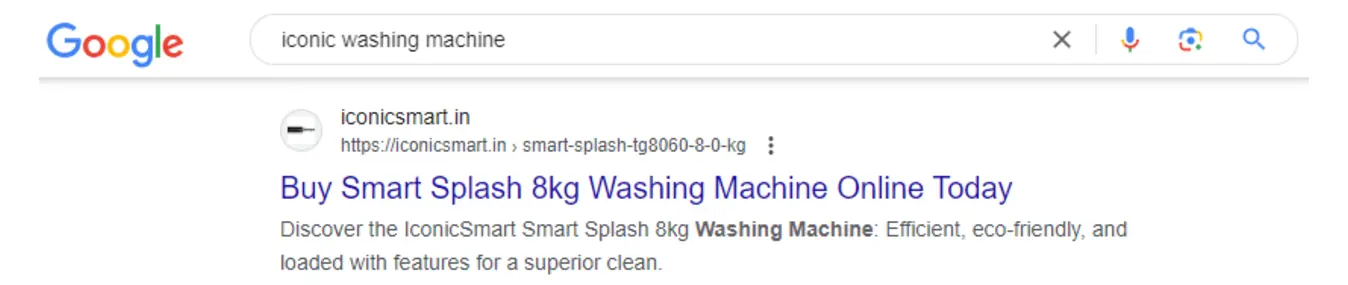 Google
iconic washing machine
iconicsmart.in
https://iconicsmart.in › smart-splash-tg8060-8-0-kg
Buy Smart Splash 8kg Washing Machine Online Today
Discover the IconicSmart Smart Splash 8kg Washing Machine: Efficient, eco-friendly, and
loaded with features for a superior clean.